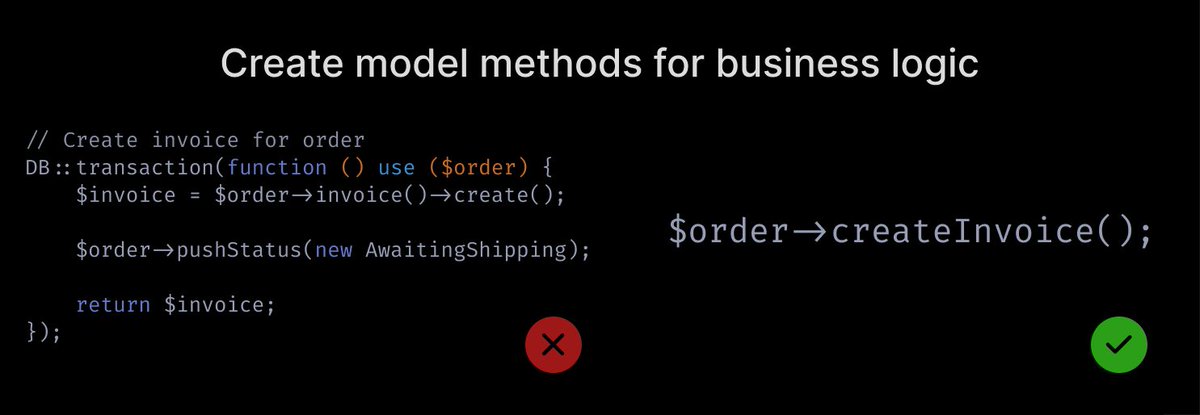 Create model methods for business logic
// Create invoice for order
DB::transaction(function () use ($order) {
    $invoice = $order->invoice()->create();
    $order->pushStatus(new AwaitingShipping);
    return $invoice;
});
$order->createInvoice();